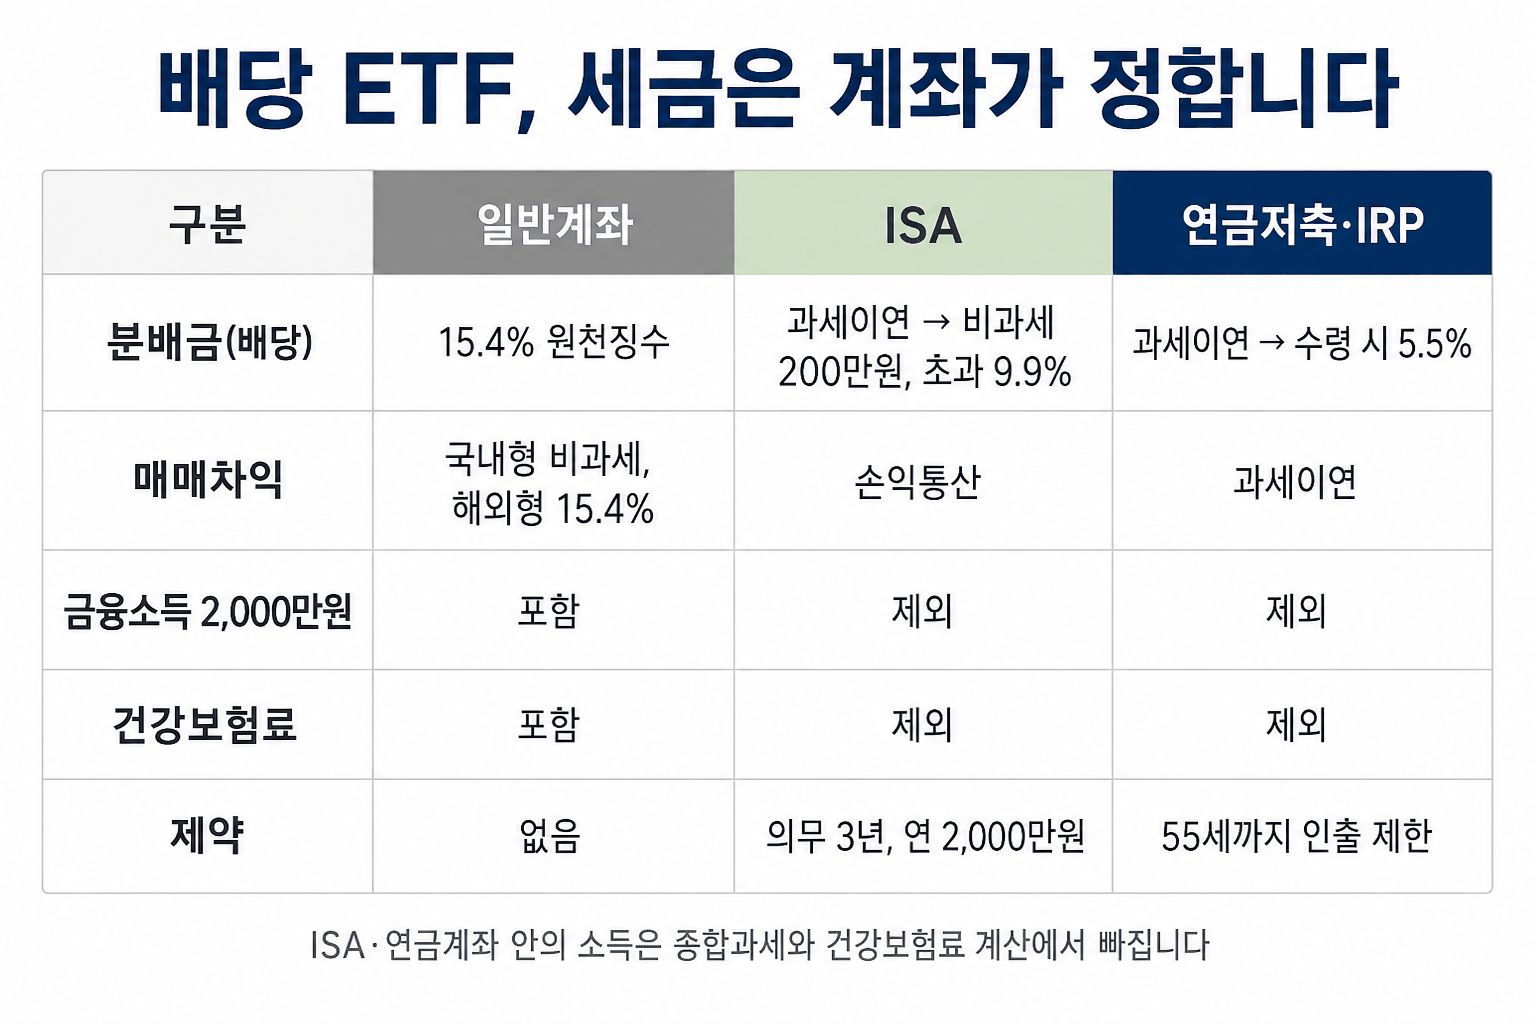 배당 ETF, 세금은 계좌가 정합니다
구분
일반계좌
ISA
연금저축·IRP
분배금(배당)
15.4% 원천징수
과세이연 → 비과세
200만원, 초과 9.9%
과세이연 → 수령 시 5.5%
매매차익
국내형 비과세,
해외형 15.4%
손익통산
과세이연
금융소득 2,000만원
포함
제외
제외
건강보험료
포함
제외
제외
제약
없음
의무 3년, 연 2,000만원
55세까지 인출 제한
ISA·연금계좌 안의 소득은 종합과세와 건강보험료 계산에서 빠집니다